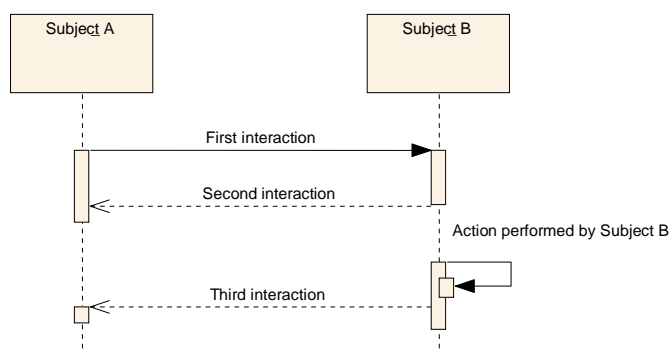 Subject A
Subject B
First interaction
Second interaction
Action performed by Subject B
Third interaction